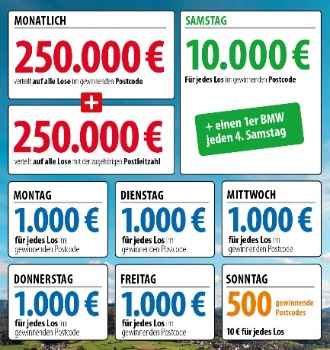 MONATLICH
250.000 €
verteilt auf alle Lose im gewinnenden Postcode
+
250.000 €
verteilt auf alle Lose mit der zugehörigen Postleitzahl
SAMSTAG
10.000 €
Für jedes Los im gewinnenden Postcode
+ einen 1er BMW
jeden 4. Samstag
MONTAG
1.000 €
für jedes Los im
gewinnenden Postcode
DIENSTAG
1.000 €
für jedes Los im
gewinnenden Postcode
MITTWOCH
1.000 €
für jedes Los im
gewinnenden Postcode
DONNERSTAG
1.000 €
für jedes Los im
gewinnenden Postcode
FREITAG
1.000 €
für jedes Los im
gewinnenden Postcode
SONNTAG
500 gewinnende
Postcodes
10 € für jedes Los